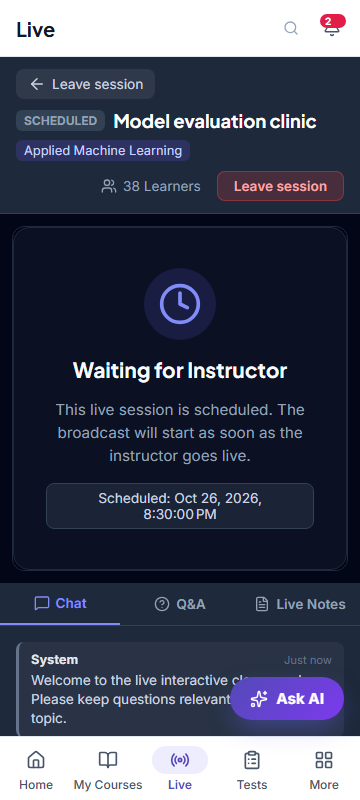 Live
2
Leave session
SCHEDULED Model evaluation clinic
Applied Machine Learning
38 Learners Leave session
Waiting for Instructor
This live session is scheduled. The
broadcast will start as soon as the
instructor goes live.
Scheduled: Oct 26, 2026,
8:30:00 PM
Chat Q&A Live Notes
System Just now
Welcome to the live interactive
Please keep questions relevant
topic.
Ask AI
Home My Courses Live Tests More